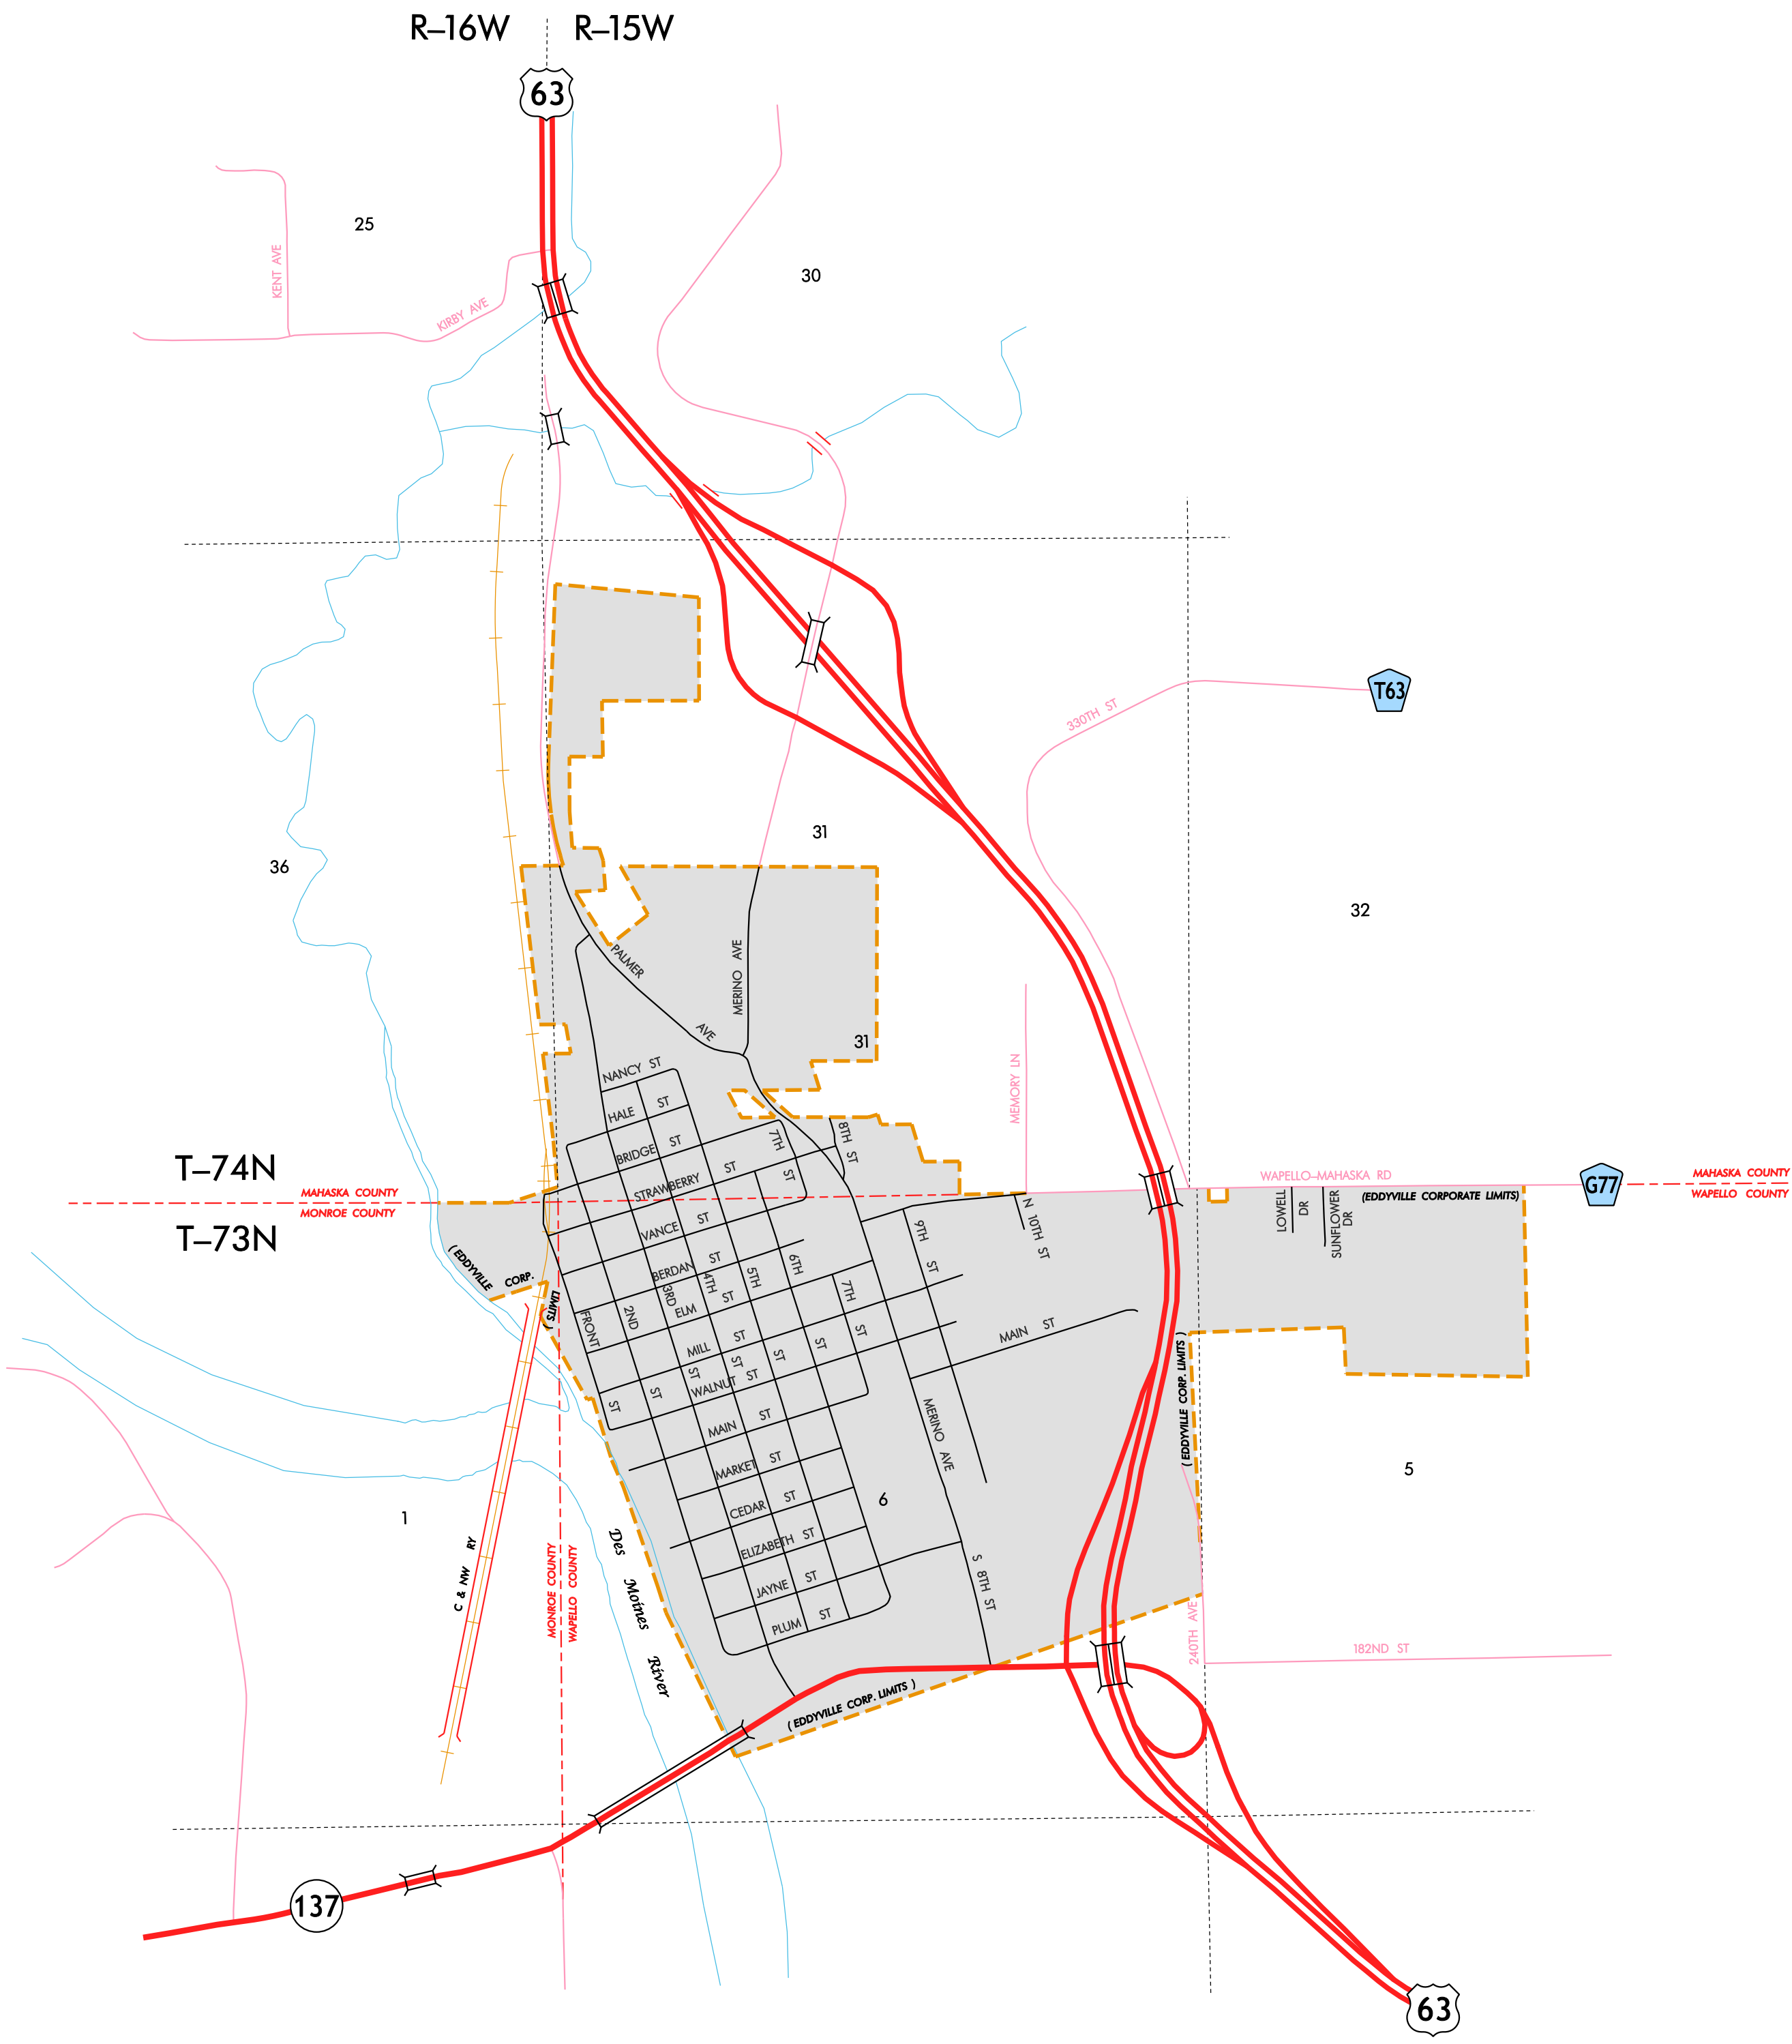 R–16W R–15W
63
25
30
KENT AVE
KIRBY AVE
T63
330TH ST
31
36
32
PALMER AVE
MERINO AVE
31
MEMORY LN
NANCY ST
HALE ST
BRIDGE ST
7TH ST
8TH ST
STRAWBERRY ST
T–74N
MAHASKA COUNTY
MONROE COUNTY
T–73N
WAPELLO–MAHASKA RD
G77
MAHASKA COUNTY
WAPELLO COUNTY
(EDDYVILLE CORPORATE LIMITS)
LOWELL DR
SUNFLOWER DR
N 10TH ST
9TH ST
VANCE ST
BERDAN ST
( EDDYVILLE CORP. LIMITS )
FRONT ST
2ND ST
3RD ST
4TH ST
5TH ST
6TH ST
7TH ST
ELM ST
MILL ST
WALNUT ST
MAIN ST
MAIN ST
MERINO AVE
( EDDYVILLE CORP. LIMITS )
MARKET ST
CEDAR ST
ELIZABETH ST
JAYNE ST
PLUM ST
6
5
1
S 8TH ST
C & NW RY
MONROE COUNTY
WAPELLO COUNTY
Des Moines River
240TH AVE
182ND ST
( EDDYVILLE CORP. LIMITS )
137
63